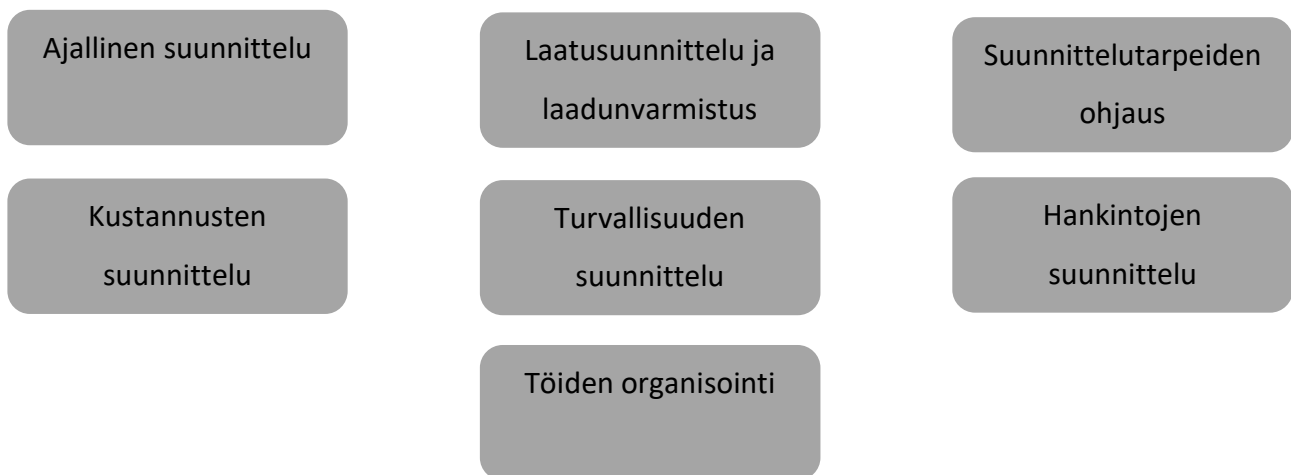 Ajallinen suunnittelu
Laatusuunnittelu ja
laadunvarmistus
Suunnittelutarpeiden
ohjaus
Kustannusten
suunnittelu
Turvallisuuden
suunnittelu
Hankintojen
suunnittelu
Töiden organisointi